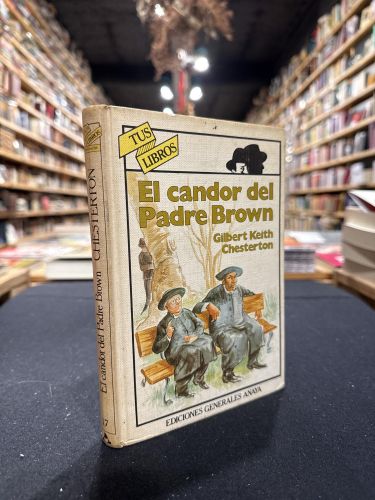 TUS
LIBROS
El candor del
Padre Brown
Gilbert Keith
Chesterton
EDICIONES GENERALES ANAYA
El candor del Padre Brown CHESTERTON
17